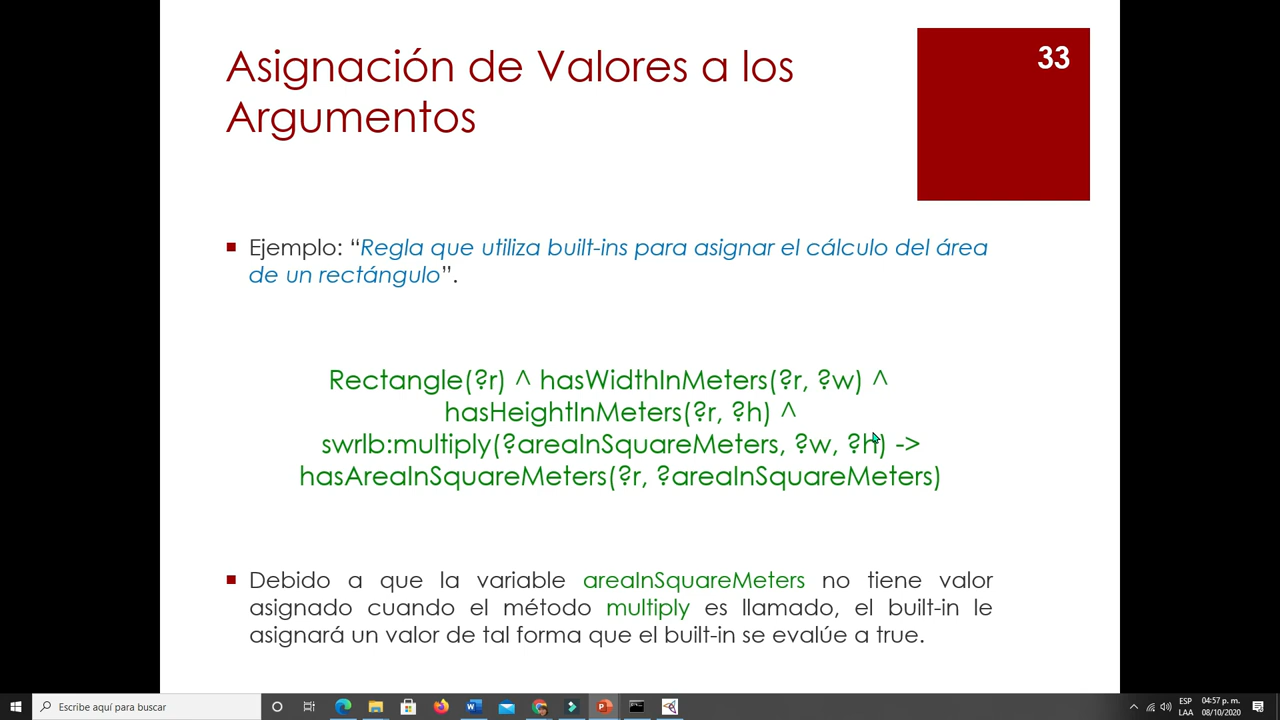 Asignación de Valores a los
Argumentos
33
Ejemplo: “Regla que utiliza built-ins para asignar el cálculo del área
de un rectángulo”.
Rectangle(?r) ^ hasWidthInMeters(?r, ?w) ^
hasHeightInMeters(?r, ?h) ^
swrlb:multiply(?areaInSquareMeters, ?w, ?h) ->
hasAreaInSquareMeters(?r, ?areaInSquareMeters)
Debido a que la variable areaInSquareMeters no tiene valor
asignado cuando el método multiply es llamado, el built-in le
asignará un valor de tal forma que el built-in se evalúe a true.
Escribe aquí para buscar
ESP
LAA
04:57 p. m.
08/10/2020